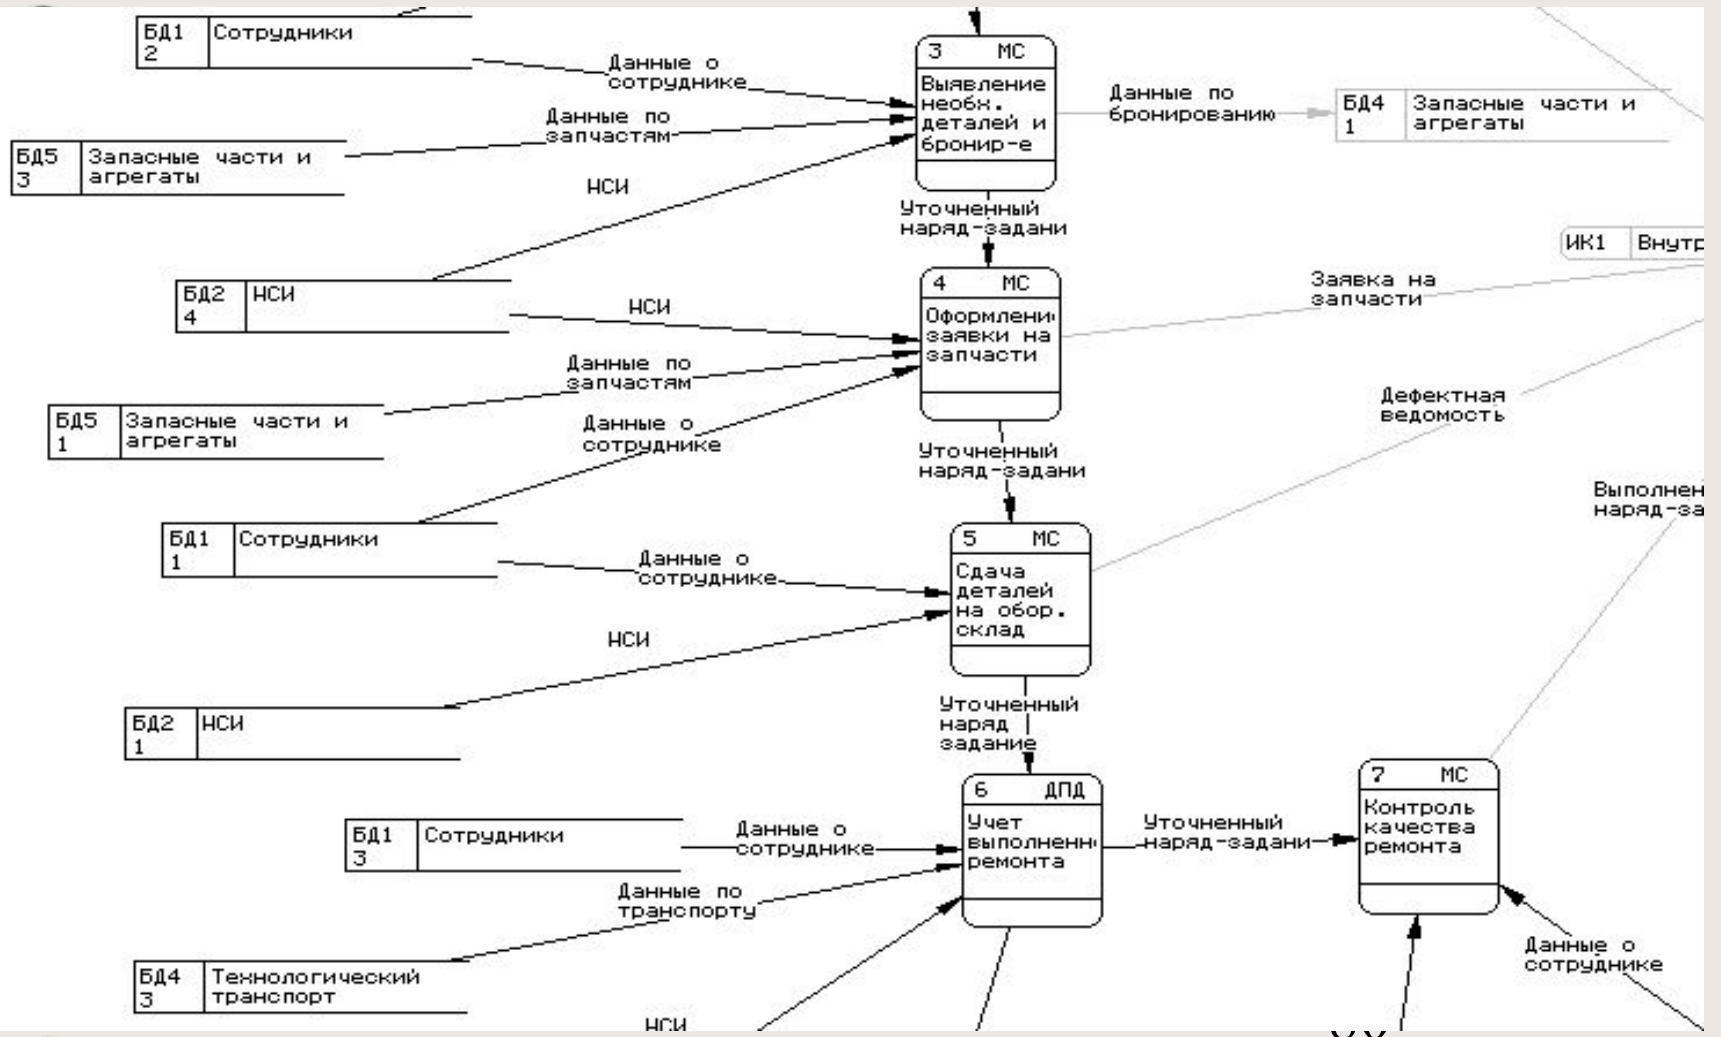 БД1 Сотрудники
2
Данные о
сотруднике
3 МС
Выявление
необх.
деталей и
бронир-е
Данные по
бронированию
БД4 Запасные части и
1 агрегаты
Данные по
запчастям
БД5 Запасные части и
3 агрегаты
НСИ
Уточненный
наряд-задани
ИК1 Внутр
БД2 НСИ
4
НСИ
4 МС
Оформлени
заявки на
запчасти
Заявка на
запчасти
Данные по
запчастям
БД5 Запасные части и
1 агрегаты
Данные о
сотруднике
Дефектная
ведомость
Уточненный
наряд-задани
Выполнен
наряд-за
БД1 Сотрудники
1
Данные о
сотруднике
5 МС
Сдача
деталей
на обор.
склад
НСИ
БД2 НСИ
1
Уточненный
наряд
задание
6 ДПД
Учет
выполненн
ремонта
7 МС
Контроль
качества
ремонта
БД1 Сотрудники
3
Данные о
сотруднике
Уточненный
наряд-задани
Данные по
транспорту
Данные о
сотруднике
БД4 Технологический
3 транспорт
НСИ